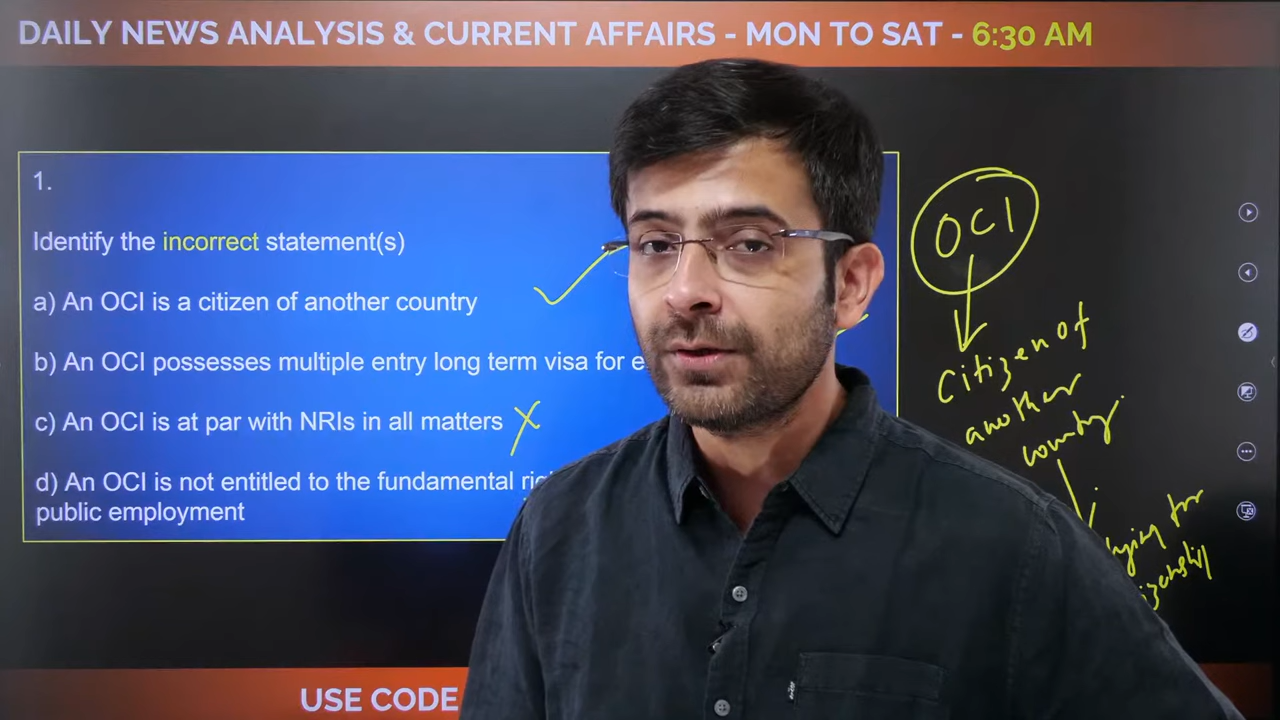 DAILY NEWS ANALYSIS & CURRENT AFFAIRS - MON TO SAT - 6:30 AM
1.
Identify the incorrect statement(s)
a) An OCI is a citizen of another country
b) An OCI possesses multiple entry long term visa for
c) An OCI is at par with NRIs in all matters
d) An OCI is not entitled to the fundamental
public employment
OCI
Citizen of
another
country.
for
USE CODE